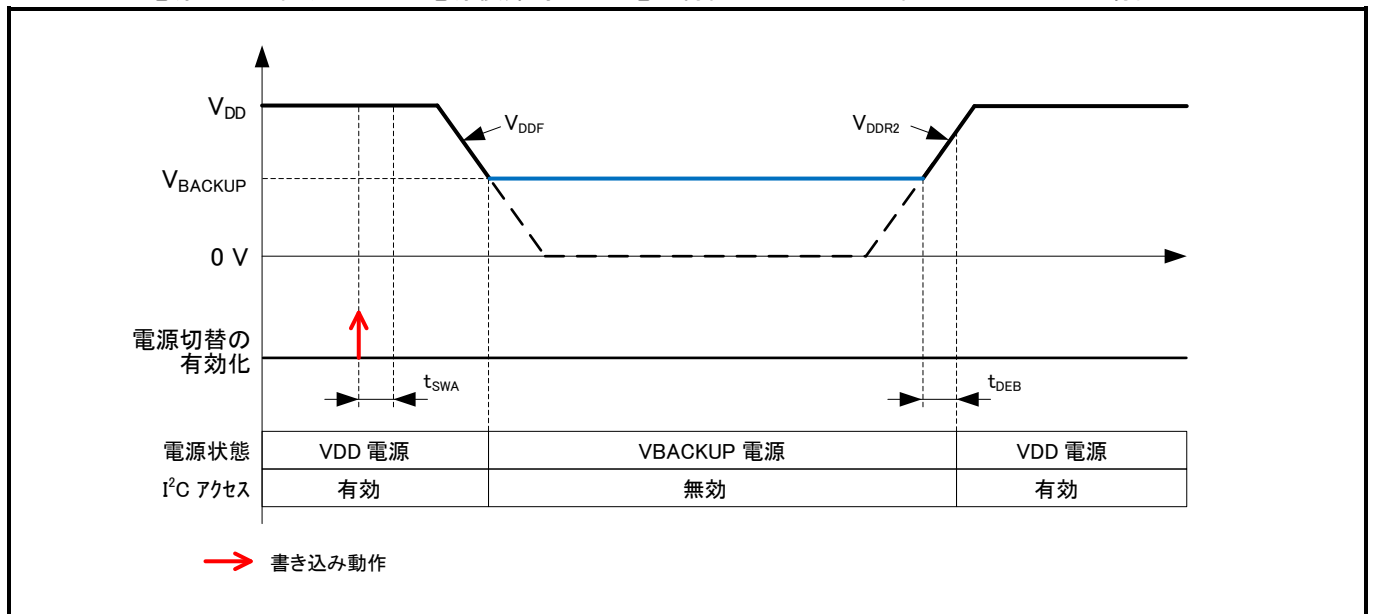 V_DD
V_DDF
V_DDR2
V_BACKUP
0 V
電源切替の
有効化
t_SWA
t_DEB
電源状態 VDD 電源 VBACKUP 電源 VDD 電源
I²C アクセス 有効 無効 有効
書き込み動作